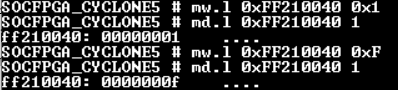 SOCFPGA_CYCLONE5 # mw.l 0xFF210040 0x1
SOCFPGA_CYCLONE5 # md.l 0xFF210040 1
ff210040: 00000001    ....
SOCFPGA_CYCLONE5 # mw.l 0xFF210040 0xF
SOCFPGA_CYCLONE5 # md.l 0xFF210040 1
ff210040: 0000000f    ....